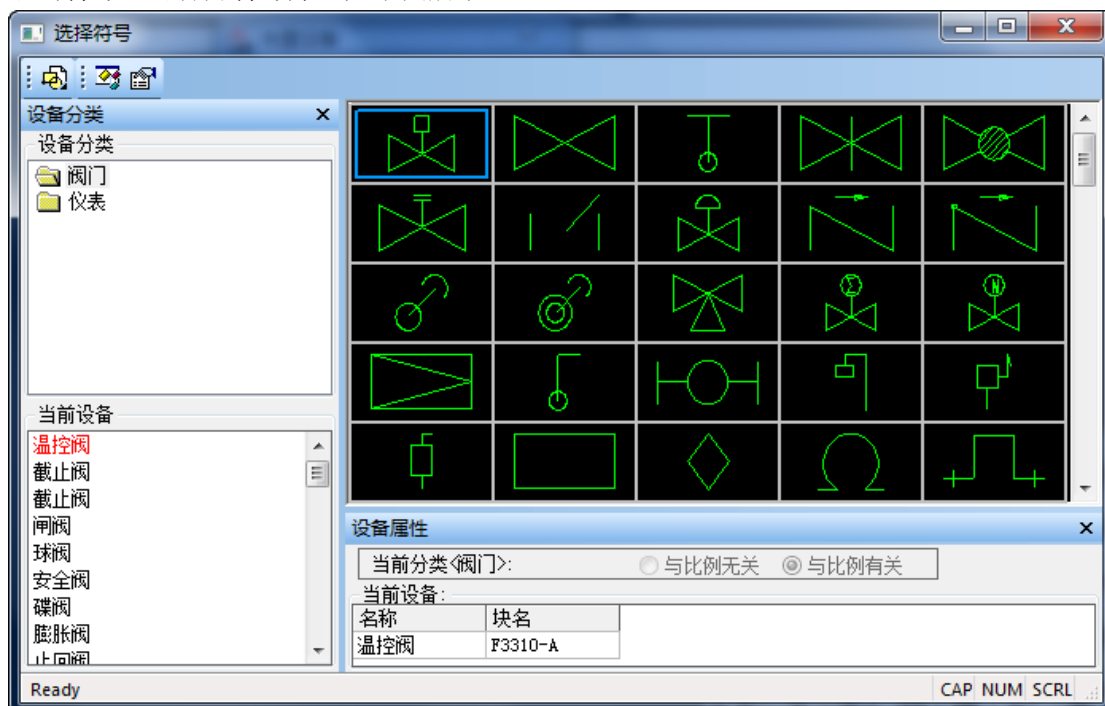 选择符号
设备分类
设备分类
阀门
仪表
当前设备
温控阀
截止阀
截止阀
闸阀
球阀
安全阀
碟阀
膨胀阀
止回阀
Σ
N
设备属性
当前分类<阀门>:
与比例无关
与比例有关
当前设备:
名称 块名
温控阀 F3310-A
Ready CAP NUM SCRL